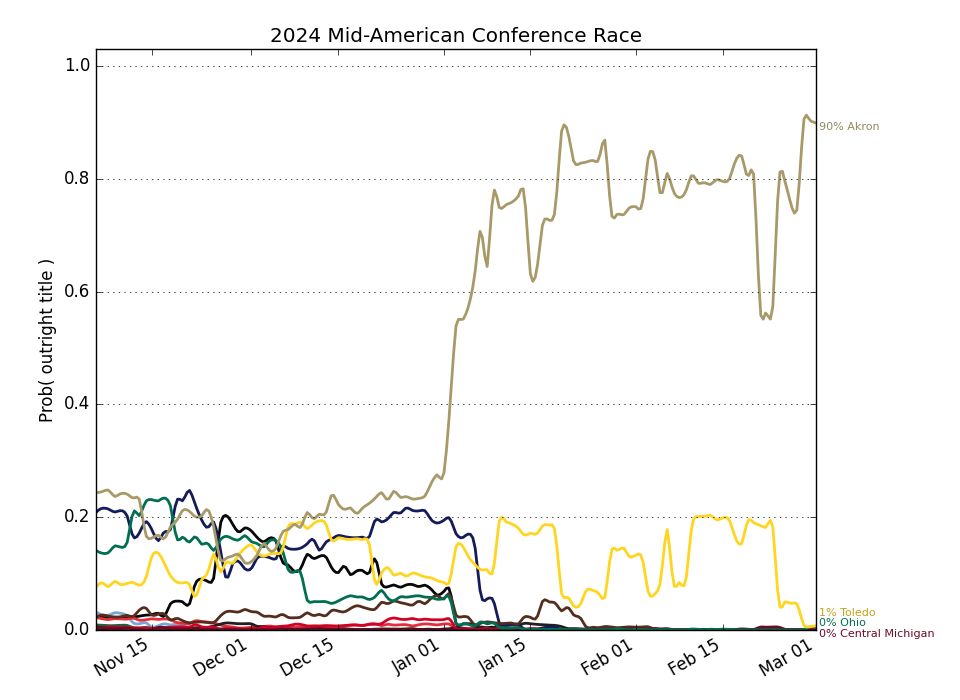 2024 Mid-American Conference Race
Prob( outright title )
1.0
0.8
0.6
0.4
0.2
0.0
90% Akron
1% Toledo
0% Ohio
0% Central Michigan
Nov 15
Dec 01
Dec 15
Jan 01
Jan 15
Feb 01
Feb 15
Mar 01